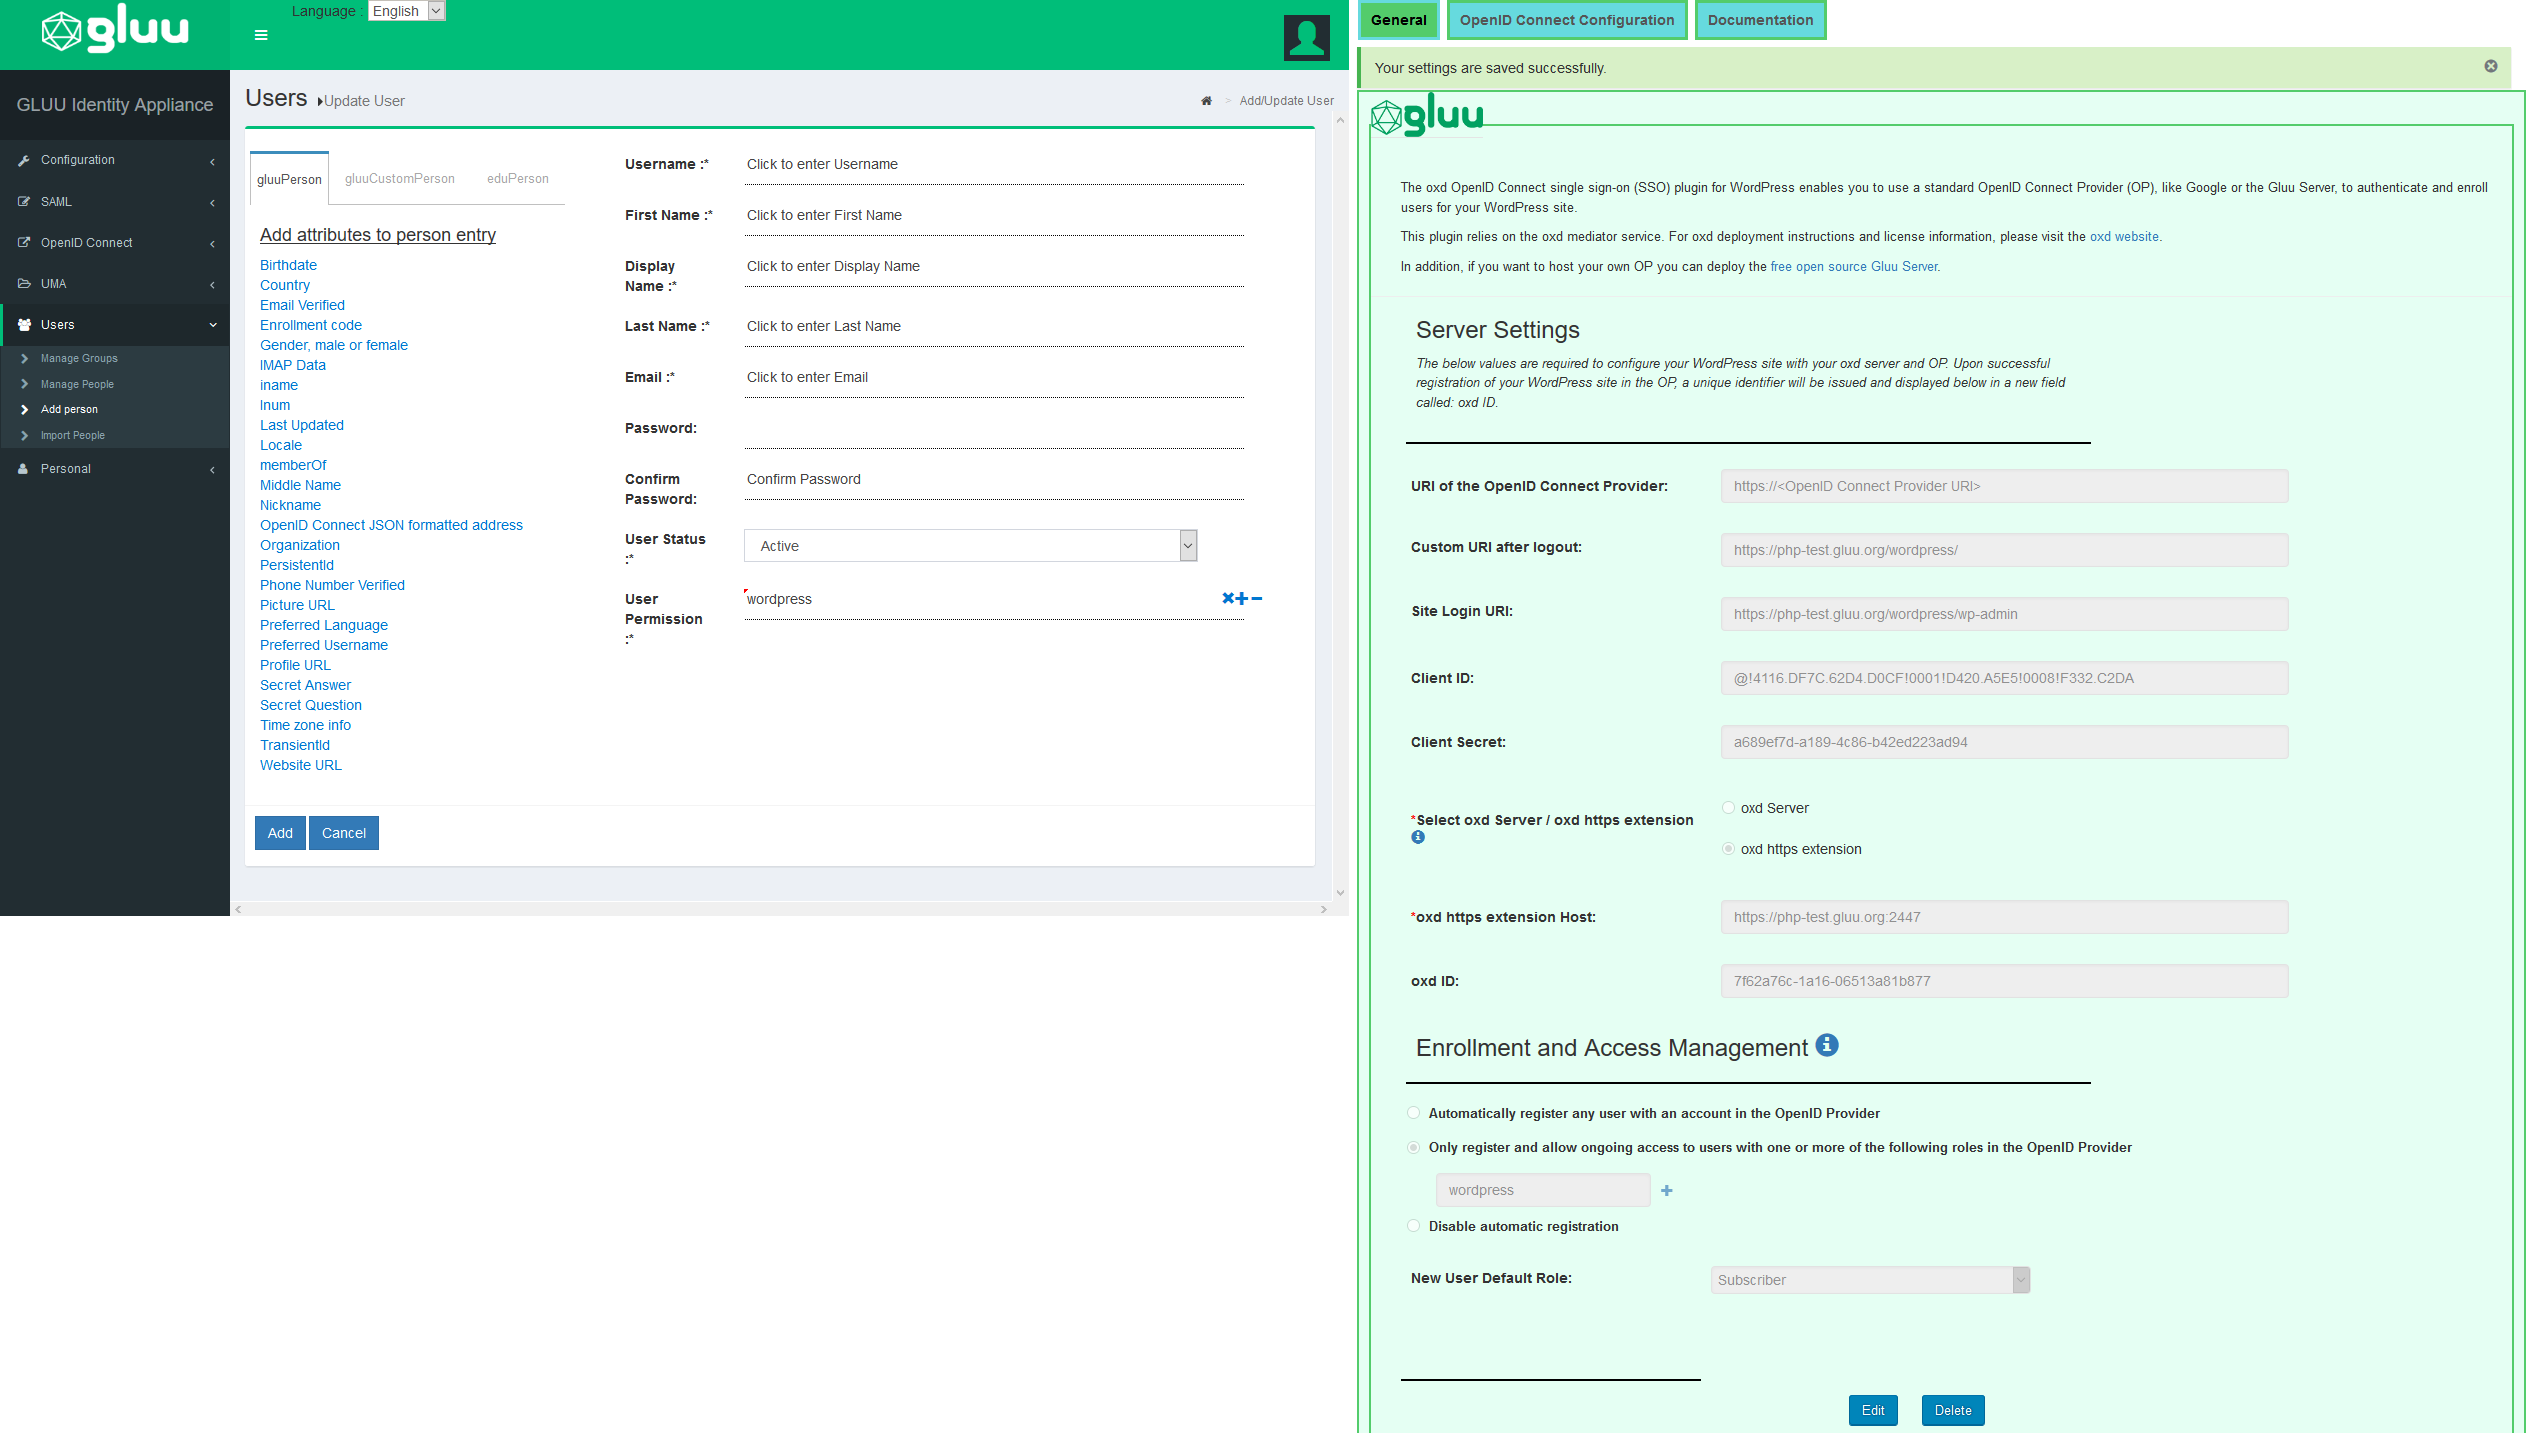 gluu
Language : English
GLUU Identity Appliance
Configuration
SAML
OpenID Connect
UMA
Users
Manage Groups
Manage People
Add person
Import People
Personal
Users Update User
> Add/Update User
gluuPerson gluuCustomPerson eduPerson
Add attributes to person entry
Birthdate
Country
Email Verified
Enrollment code
Gender, male or female
IMAP Data
iname
Inum
Last Updated
Locale
memberOf
Middle Name
Nickname
OpenID Connect JSON formatted address
Organization
PersistentId
Phone Number Verified
Picture URL
Preferred Language
Preferred Username
Profile URL
Secret Answer
Secret Question
Time zone info
TransientId
Website URL
Username :* Click to enter Username
First Name :* Click to enter First Name
Display Click to enter Display Name
Name :*
Last Name :* Click to enter Last Name
Email :* Click to enter Email
Password:
Confirm Confirm Password
Password:
User Status Active
:*
User wordpress
Permission
:*
Add Cancel
General OpenID Connect Configuration Documentation
Your settings are saved successfully.
gluu
The oxd OpenID Connect single sign-on (SSO) plugin for WordPress enables you to use a standard OpenID Connect Provider (OP), like Google or the Gluu Server, to authenticate and enroll
users for your WordPress site.
This plugin relies on the oxd mediator service. For oxd deployment instructions and license information, please visit the oxd website.
In addition, if you want to host your own OP you can deploy the free open source Gluu Server.
Server Settings
The below values are required to configure your WordPress site with your oxd server and OP. Upon successful
registration of your WordPress site in the OP, a unique identifier will be issued and displayed below in a new field
called: oxd ID.
URI of the OpenID Connect Provider: https://<OpenID Connect Provider URI>
Custom URI after logout: https://php-test.gluu.org/wordpress/
Site Login URI: https://php-test.gluu.org/wordpress/wp-admin
Client ID: @!4116.DF7C.62D4.D0CF!0001!D420.A5E5!0008!F332.C2DA
Client Secret: a689ef7d-a189-4c86-b42ed223ad94
*Select oxd Server / oxd https extension
oxd Server
oxd https extension
*oxd https extension Host: https://php-test.gluu.org:2447
oxd ID: 7f62a76c-1a16-06513a81b877
Enrollment and Access Management
Automatically register any user with an account in the OpenID Provider
Only register and allow ongoing access to users with one or more of the following roles in the OpenID Provider
wordpress
Disable automatic registration
New User Default Role: Subscriber
Edit Delete